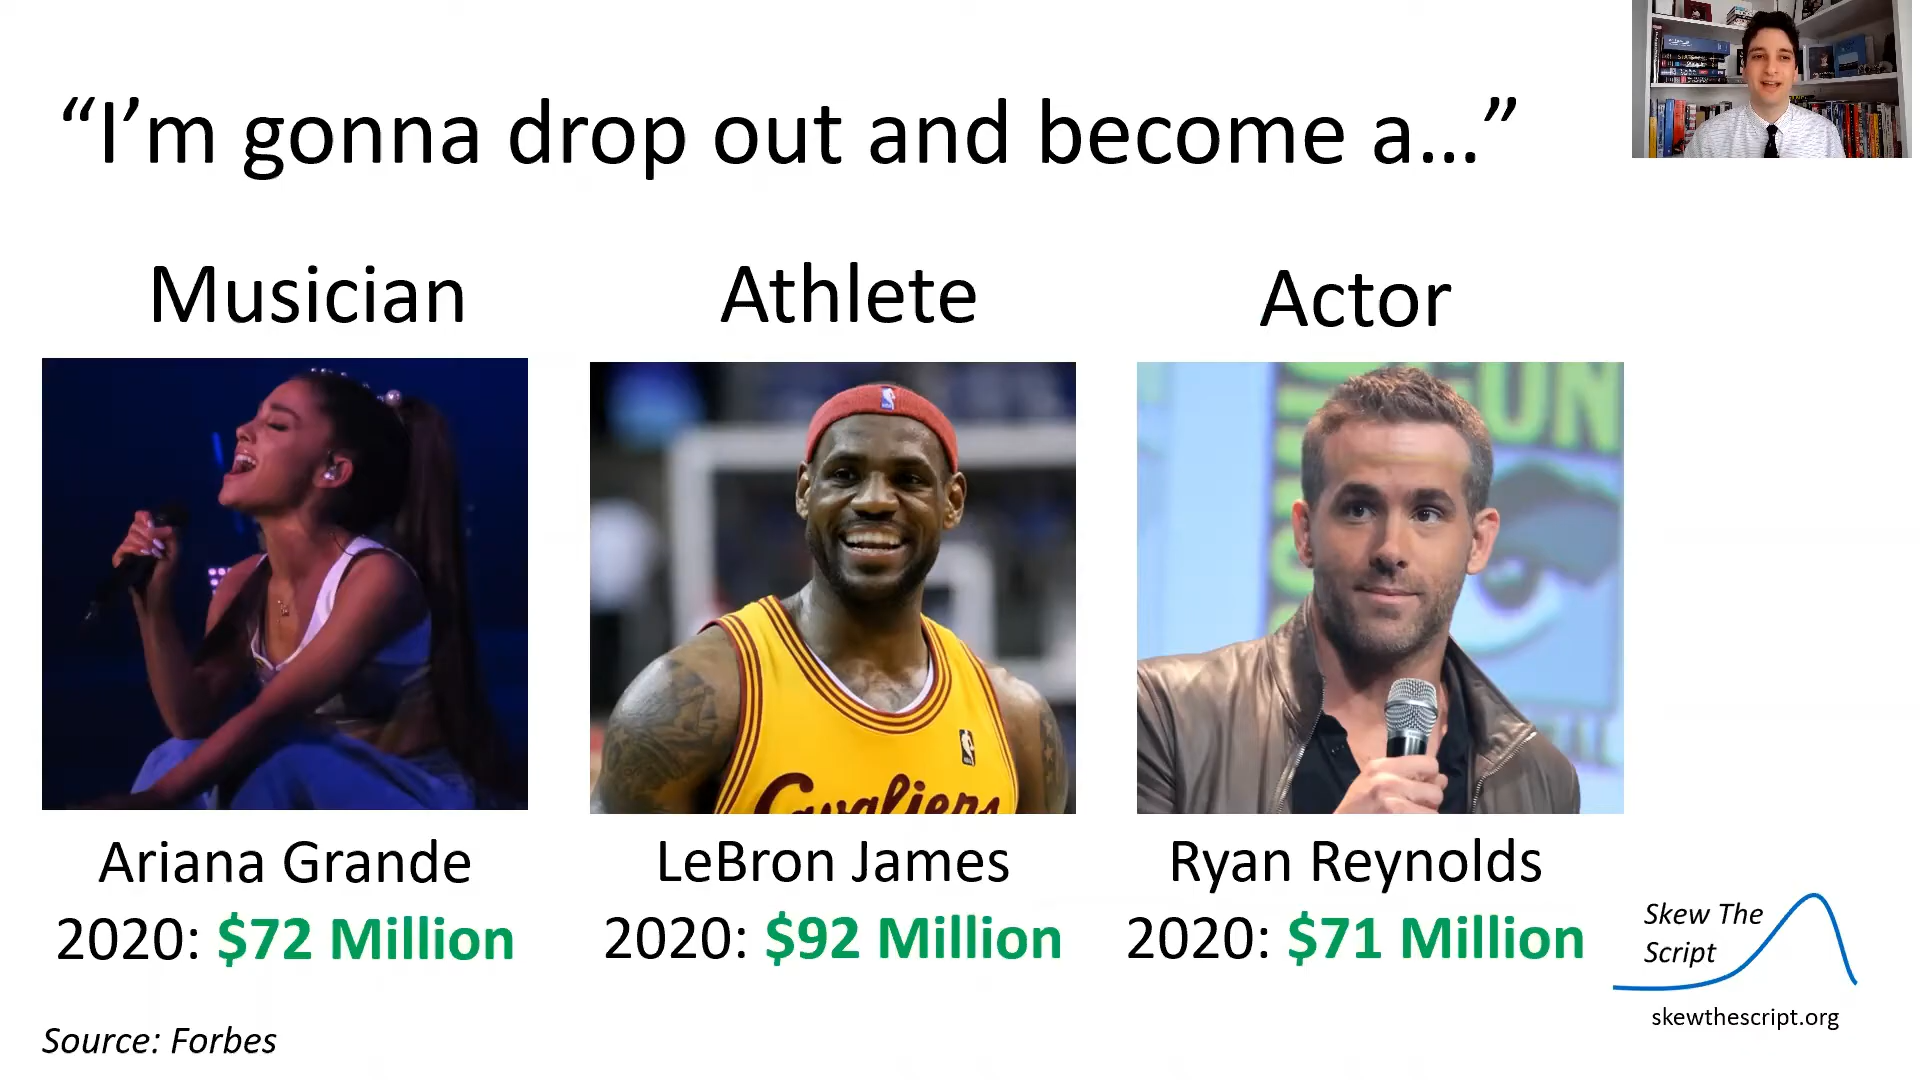 “I’m gonna drop out and become a...”
Musician
Athlete
Actor
Cavaliers
Ariana Grande
LeBron James
Ryan Reynolds
2020: $72 Million
2020: $92 Million
2020: $71 Million
Skew The
Script
skewthescript.org
Source: Forbes